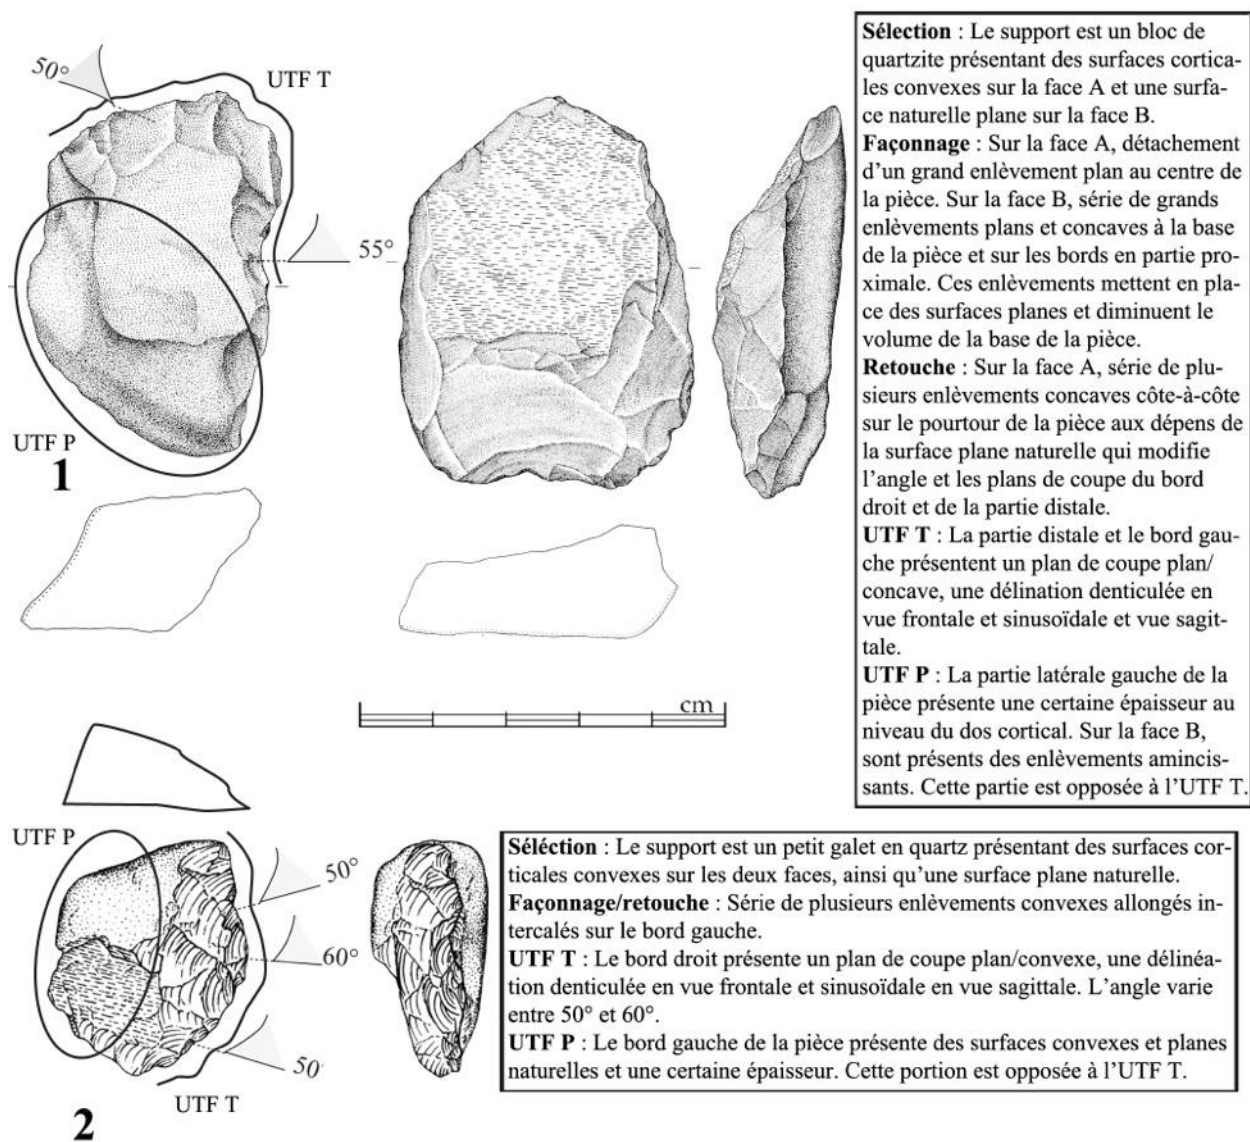 50°
UTF T
55°
UTF P
1
Sélection : Le support est un bloc de
quartzite présentant des surfaces cortica-
les convexes sur la face A et une surfa-
ce naturelle plane sur la face B.
Façonnage : Sur la face A, détachement
d’un grand enlèvement plan au centre de
la pièce. Sur la face B, série de grands
enlèvements plans et concaves à la base
de la pièce et sur les bords en partie pro-
ximale. Ces enlèvements mettent en pla-
ce des surfaces planes et diminuent le
volume de la base de la pièce.
Retouche : Sur la face A, série de plu-
sieurs enlèvements concaves côte-à-côte
sur le pourtour de la pièce aux dépens de
la surface plane naturelle qui modifie
l’angle et les plans de coupe du bord
droit et de la partie distale.
UTF T : La partie distale et le bord gau-
che présentent un plan de coupe plan/
concave, une délination denticulée en
vue frontale et sinusoïdale et vue sagit-
tale.
UTF P : La partie latérale gauche de la
pièce présente une certaine épaisseur au
niveau du dos cortical. Sur la face B,
sont présents des enlèvements amincis-
sants. Cette partie est opposée à l’UTF T.
cm
UTF P
50°
60°
50°
UTF T
2
Séléction : Le support est un petit galet en quartz présentant des surfaces cor-
ticales convexes sur les deux faces, ainsi qu’une surface plane naturelle.
Façonnage/retouche : Série de plusieurs enlèvements convexes allongés in-
tercalés sur le bord gauche.
UTF T : Le bord droit présente un plan de coupe plan/convexe, une délinéa-
tion denticulée en vue frontale et sinusoïdale en vue sagittale. L’angle varie
entre 50° et 60°.
UTF P : Le bord gauche de la pièce présente des surfaces convexes et planes
naturelles et une certaine épaisseur. Cette portion est opposée à l’UTF T.